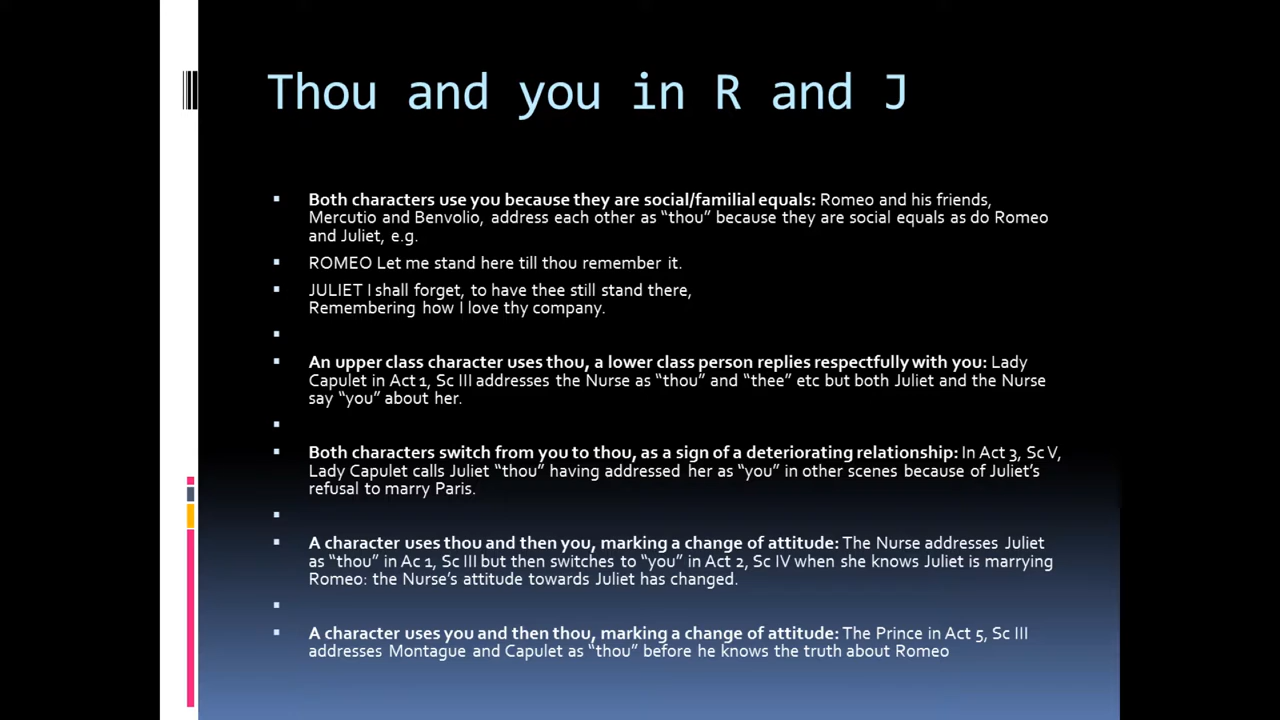 Thou and you in R and J
Both characters use you because they are social/familial equals: Romeo and his friends,
Mercutio and Benvolio, address each other as “thou” because they are social equals as do Romeo
and Juliet, e.g.
ROMEO Let me stand here till thou remember it.
JULIET I shall forget, to have thee still stand there,
Remembering how I love thy company.
An upper class character uses thou, a lower class person replies respectfully with you: Lady
Capulet in Act 1, Sc III addresses the Nurse as “thou” and “thee” etc but both Juliet and the Nurse
say “you” about her.
Both characters switch from you to thou, as a sign of a deteriorating relationship: In Act 3, Sc V,
Lady Capulet calls Juliet “thou” having addressed her as “you” in other scenes because of Juliet’s
refusal to marry Paris.
A character uses thou and then you, marking a change of attitude: The Nurse addresses Juliet
as “thou” in Ac 1, Sc III but then switches to “you” in Act 2, Sc IV when she knows Juliet is marrying
Romeo: the Nurse’s attitude towards Juliet has changed.
A character uses you and then thou, marking a change of attitude: The Prince in Act 5, Sc III
addresses Montague and Capulet as “thou” before he knows the truth about Romeo